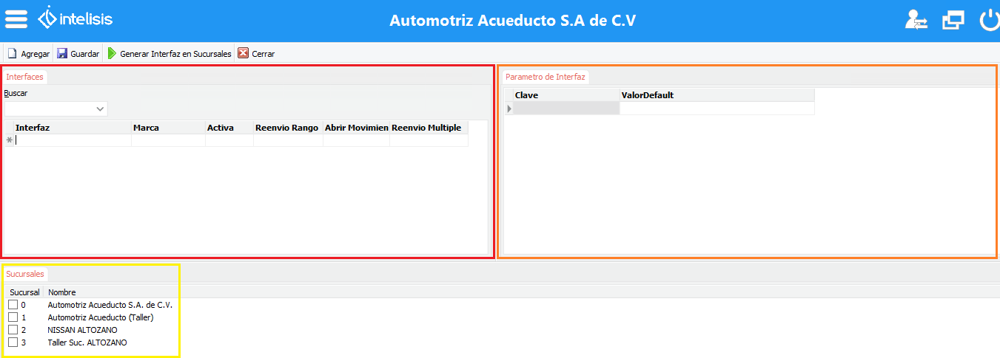 intelisis
Automotriz Acueducto S.A de C.V
Agregar Guardar Generar Interfaz en Sucursales Cerrar
Interfaces
Buscar
Interfaz Marca Activa Reenvio Rango Abrir Movimien Reenvio Multiple
Parametro de Interfaz
Clave ValorDefault
Sucursales
Sucursal Nombre
0 Automotriz Acueducto S.A. de C.V.
1 Automotriz Acueducto (Taller)
2 NISSAN ALTOZANO
3 Taller Suc. ALTOZANO